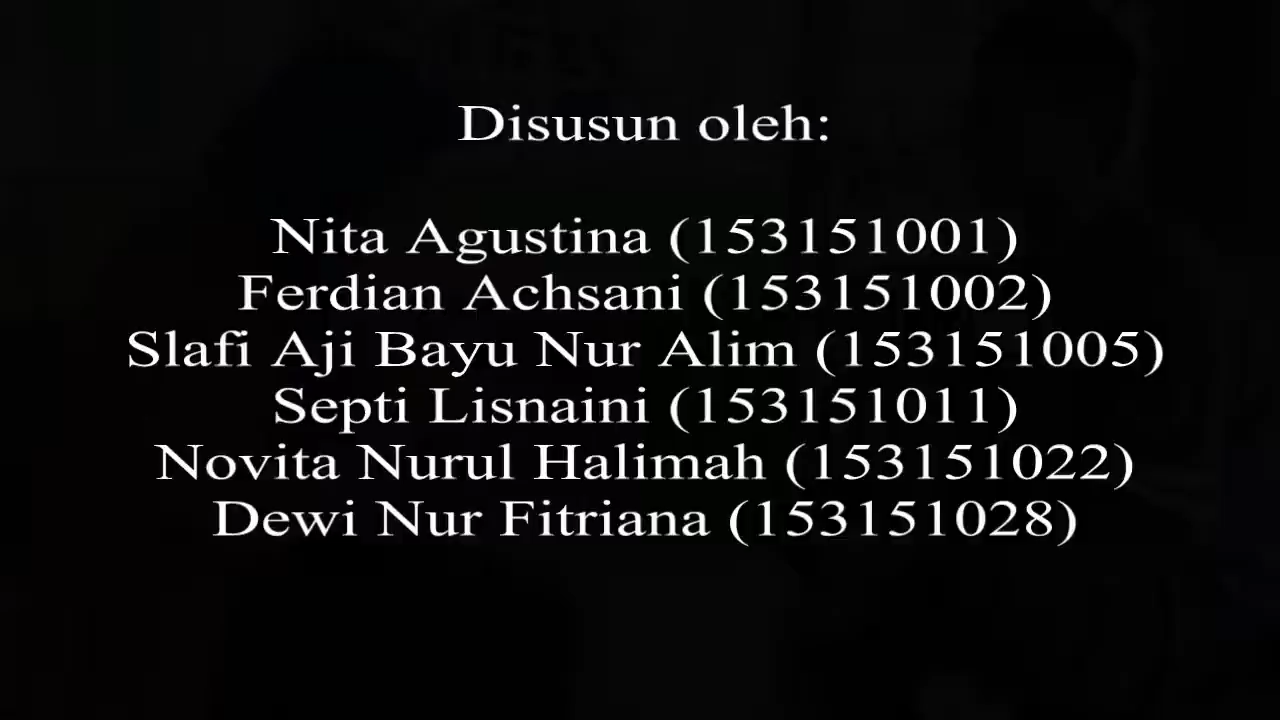 Disusun oleh:
Nita Agustina (153151001)
Ferdian Achsani (153151002)
Slafi Aji Bayu Nur Alim (153151005)
Septi Lisnaini (153151011)
Novita Nurul Halimah (153151022)
Dewi Nur Fitriana (153151028)